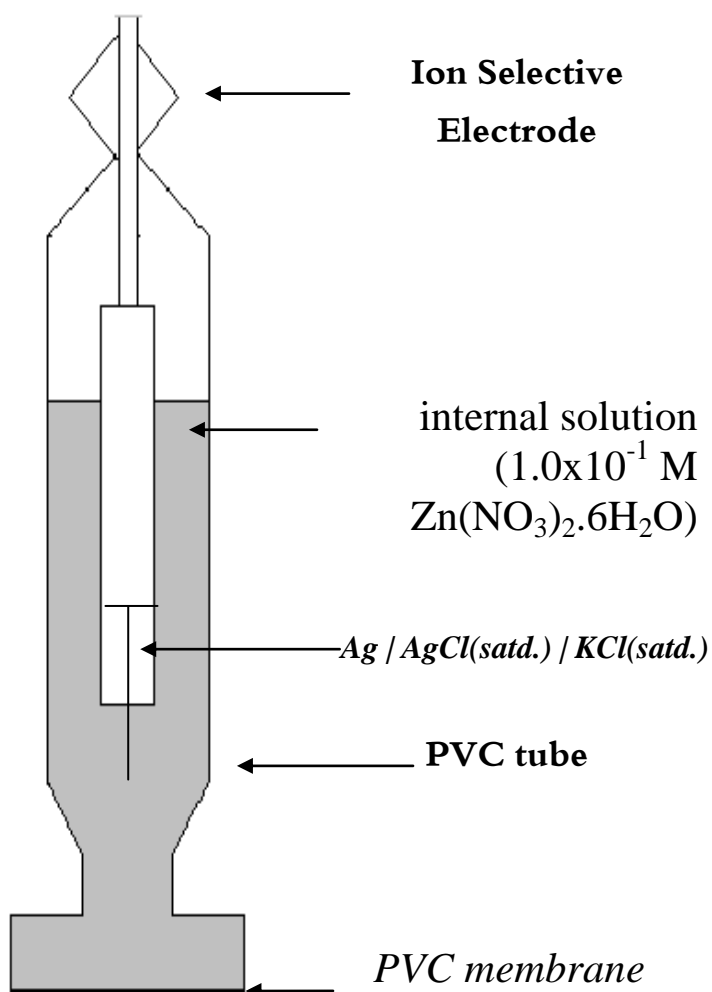 Ion Selective
Electrode
internal solution
(1.0x10⁻¹ M
Zn(NO₃)₂.6H₂O)
Ag / AgCl(satd.) / KCl(satd.)
PVC tube
PVC membrane